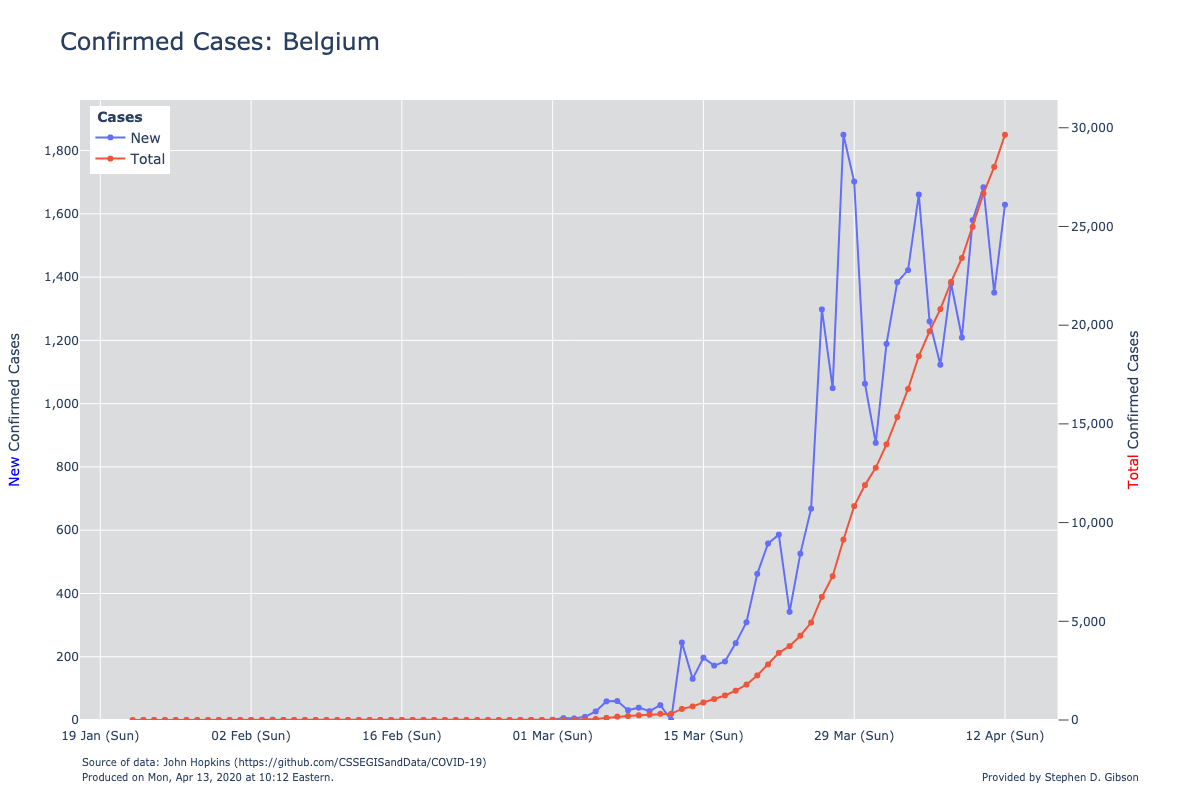 Confirmed Cases: Belgium
Cases
New
Total
1,800
1,600
1,400
1,200
1,000
800
600
400
200
0
New Confirmed Cases
30,000
25,000
20,000
15,000
10,000
5,000
0
Total Confirmed Cases
19 Jan (Sun) 02 Feb (Sun) 16 Feb (Sun) 01 Mar (Sun) 15 Mar (Sun) 29 Mar (Sun) 12 Apr (Sun)
Source of data: John Hopkins (https://github.com/CSSEGISandData/COVID-19)
Produced on Mon, Apr 13, 2020 at 10:12 Eastern.
Provided by Stephen D. Gibson